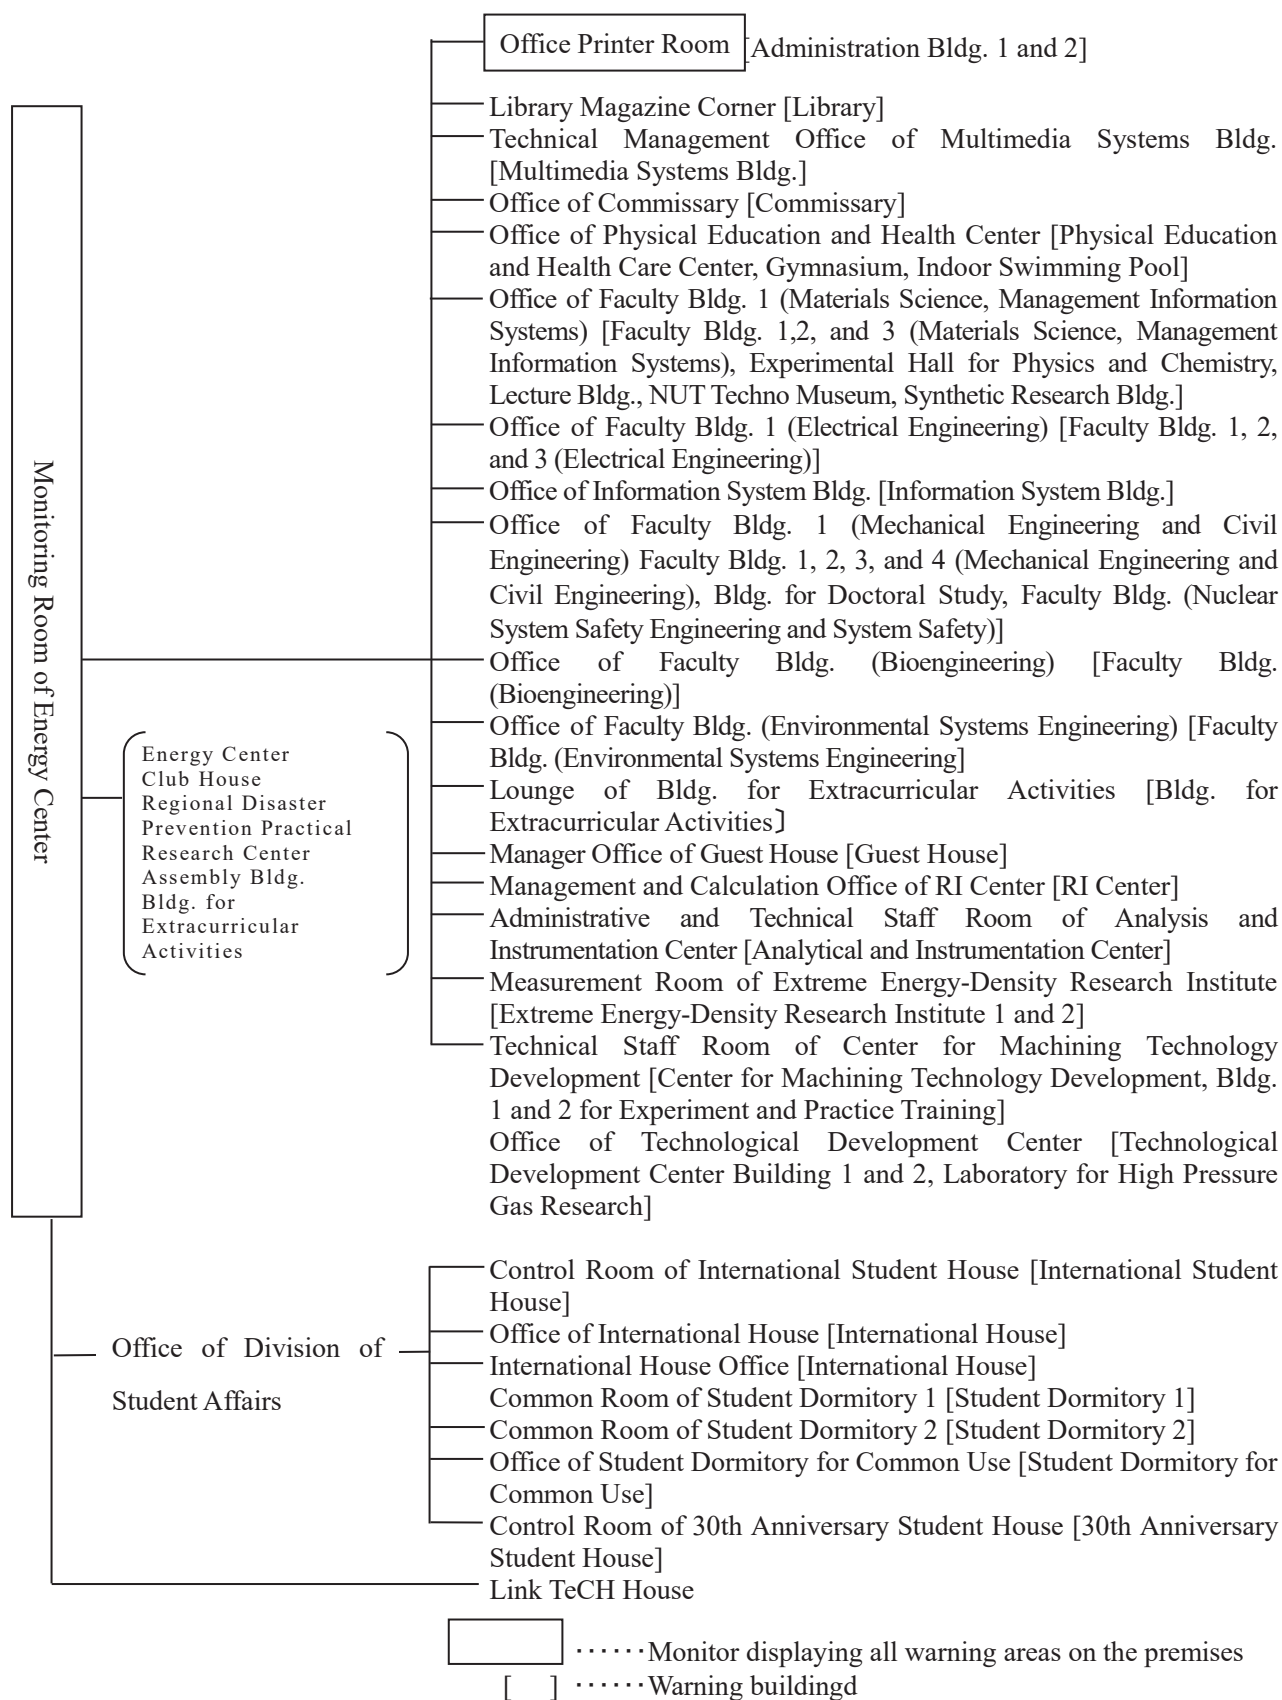 Office Printer Room [Administration Bldg. 1 and 2]
Library Magazine Corner [Library]
Technical Management Office of Multimedia Systems Bldg.
[Multimedia Systems Bldg.]
Office of Commissary [Commissary]
Office of Physical Education and Health Center [Physical Education
and Health Care Center, Gymnasium, Indoor Swimming Pool]
Office of Faculty Bldg. 1 (Materials Science, Management Information
Systems) [Faculty Bldg. 1,2, and 3 (Materials Science, Management
Information Systems), Experimental Hall for Physics and Chemistry,
Lecture Bldg., NUT Techno Museum, Synthetic Research Bldg.]
Office of Faculty Bldg. 1 (Electrical Engineering) [Faculty Bldg. 1, 2,
and 3 (Electrical Engineering)]
Office of Information System Bldg. [Information System Bldg.]
Office of Faculty Bldg. 1 (Mechanical Engineering and Civil
Engineering) Faculty Bldg. 1, 2, 3, and 4 (Mechanical Engineering and
Civil Engineering), Bldg. for Doctoral Study, Faculty Bldg. (Nuclear
System Safety Engineering and System Safety)]
Office of Faculty Bldg. (Bioengineering) [Faculty Bldg.
(Bioengineering)]
Office of Faculty Bldg. (Environmental Systems Engineering) [Faculty
Bldg. (Environmental Systems Engineering]
Lounge of Bldg. for Extracurricular Activities [Bldg. for
Extracurricular Activities〕
Manager Office of Guest House [Guest House]
Management and Calculation Office of RI Center [RI Center]
Administrative and Technical Staff Room of Analysis and
Instrumentation Center [Analytical and Instrumentation Center]
Measurement Room of Extreme Energy-Density Research Institute
[Extreme Energy-Density Research Institute 1 and 2]
Technical Staff Room of Center for Machining Technology
Development [Center for Machining Technology Development, Bldg.
1 and 2 for Experiment and Practice Training]
Office of Technological Development Center [Technological
Development Center Building 1 and 2, Laboratory for High Pressure
Gas Research]
Monitoring Room of Energy Center
Energy Center
Club House
Regional Disaster
Prevention Practical
Research Center
Assembly Bldg.
Bldg. for
Extracurricular
Activities
Office of Division of
Student Affairs
Control Room of International Student House [International Student
House]
Office of International House [International House]
International House Office [International House]
Common Room of Student Dormitory 1 [Student Dormitory 1]
Common Room of Student Dormitory 2 [Student Dormitory 2]
Office of Student Dormitory for Common Use [Student Dormitory for
Common Use]
Control Room of 30th Anniversary Student House [30th Anniversary
Student House]
Link TeCH House
······Monitor displaying all warning areas on the premises
[ ] ······Warning buildingd